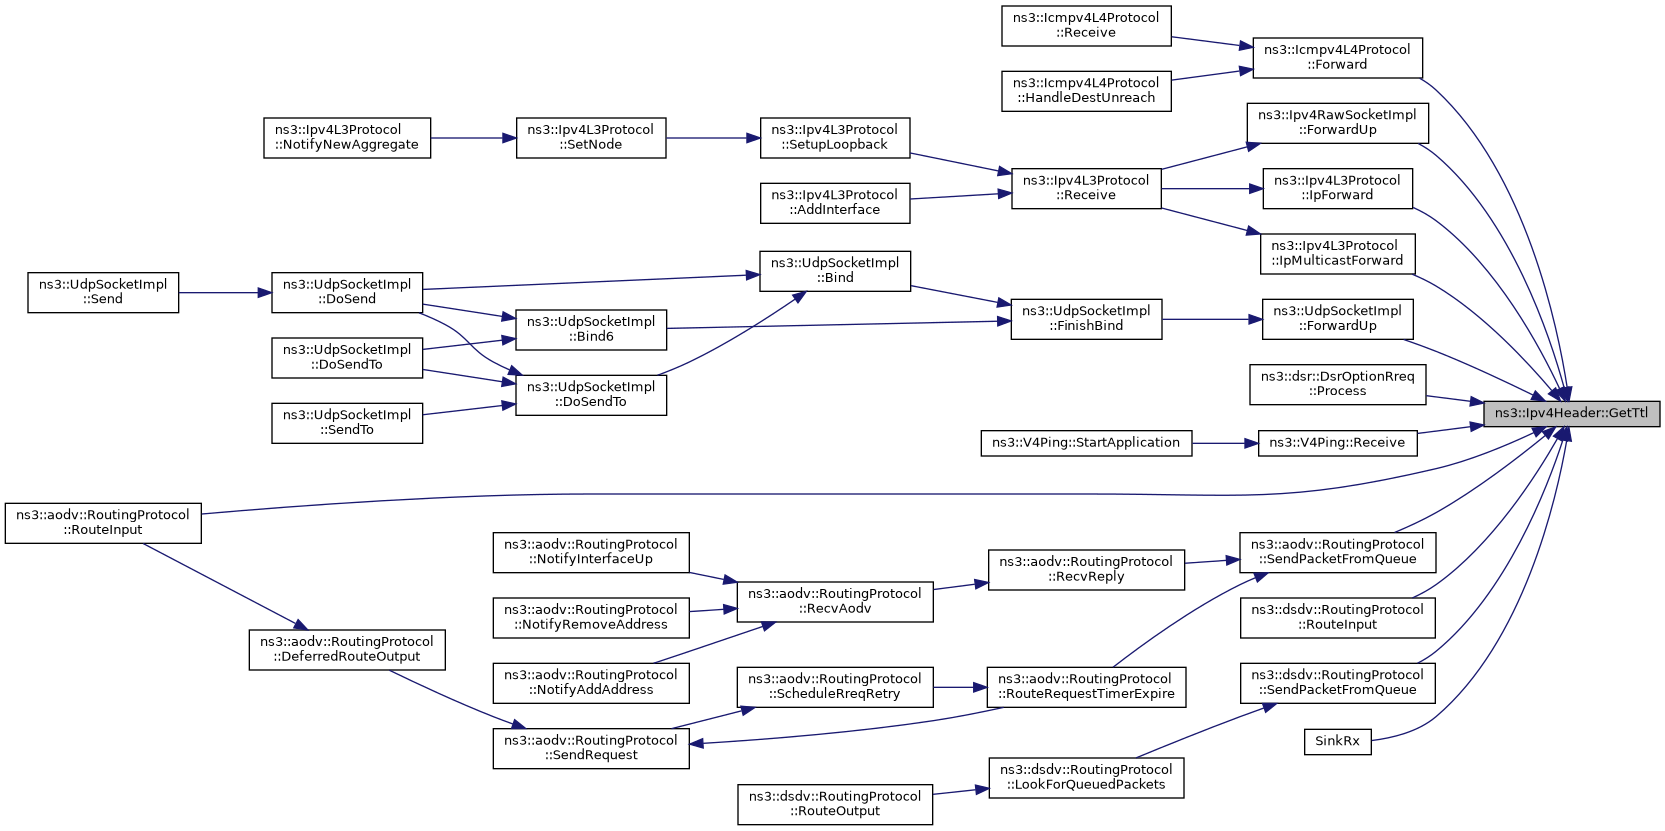 ns3::Icmpv4L4Protocol
::Receive
ns3::Icmpv4L4Protocol
::Forward
ns3::Icmpv4L4Protocol
::HandleDestUnreach
ns3::Ipv4RawSocketImpl
::ForwardUp
ns3::Ipv4L3Protocol
::NotifyNewAggregate
ns3::Ipv4L3Protocol
::SetNode
ns3::Ipv4L3Protocol
::SetupLoopback
ns3::Ipv4L3Protocol
::Receive
ns3::Ipv4L3Protocol
::IpForward
ns3::Ipv4L3Protocol
::AddInterface
ns3::Ipv4L3Protocol
::IpMulticastForward
ns3::UdpSocketImpl
::Bind
ns3::UdpSocketImpl
::Send
ns3::UdpSocketImpl
::DoSend
ns3::UdpSocketImpl
::FinishBind
ns3::UdpSocketImpl
::ForwardUp
ns3::UdpSocketImpl
::Bind6
ns3::UdpSocketImpl
::DoSendTo
ns3::dsr::DsrOptionRreq
::Process
ns3::UdpSocketImpl
::DoSendTo
ns3::Ipv4Header::GetTtl
ns3::UdpSocketImpl
::SendTo
ns3::V4Ping::StartApplication
ns3::V4Ping::Receive
ns3::aodv::RoutingProtocol
::RouteInput
ns3::aodv::RoutingProtocol
::NotifyInterfaceUp
ns3::aodv::RoutingProtocol
::SendPacketFromQueue
ns3::aodv::RoutingProtocol
::RecvReply
ns3::aodv::RoutingProtocol
::RecvAodv
ns3::aodv::RoutingProtocol
::NotifyRemoveAddress
ns3::dsdv::RoutingProtocol
::RouteInput
ns3::aodv::RoutingProtocol
::DeferredRouteOutput
ns3::aodv::RoutingProtocol
::NotifyAddAddress
ns3::aodv::RoutingProtocol
::ScheduleRreqRetry
ns3::aodv::RoutingProtocol
::RouteRequestTimerExpire
ns3::dsdv::RoutingProtocol
::SendPacketFromQueue
ns3::aodv::RoutingProtocol
::SendRequest
SinkRx
ns3::dsdv::RoutingProtocol
::LookForQueuedPackets
ns3::dsdv::RoutingProtocol
::RouteOutput